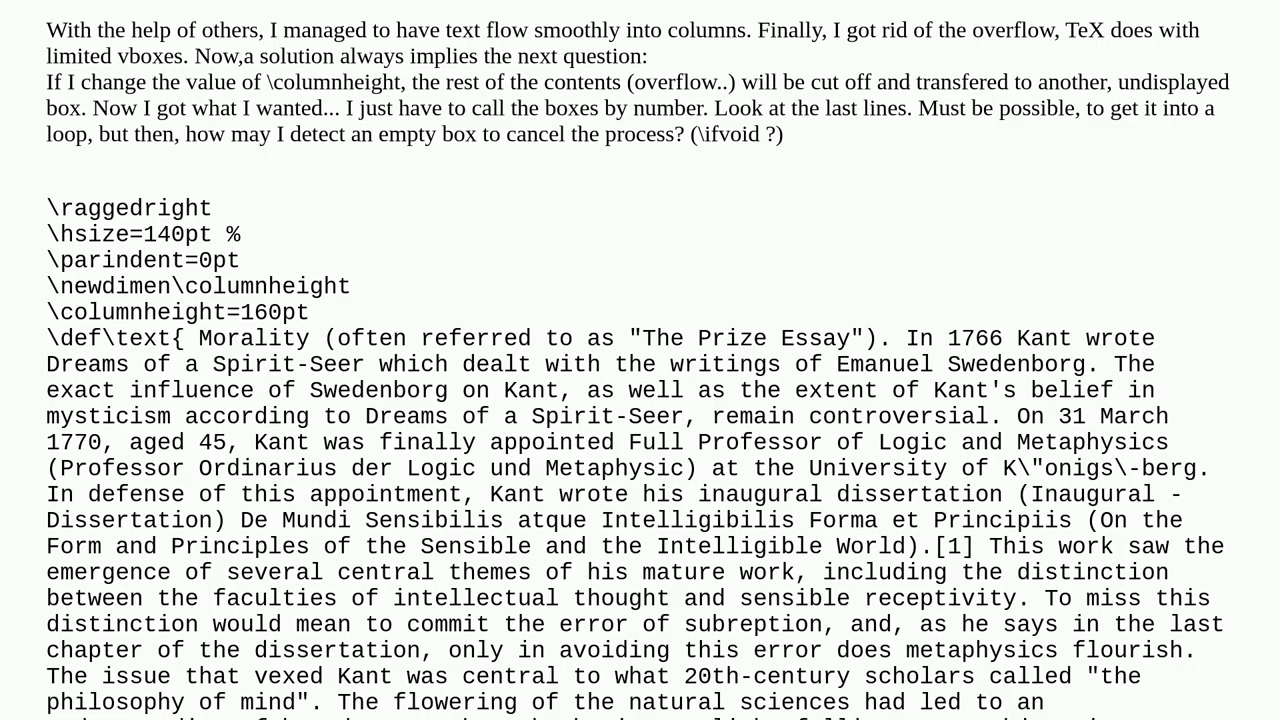 With the help of others, I managed to have text flow smoothly into columns. Finally, I got rid of the overflow, TeX does with
limited vboxes. Now,a solution always implies the next question:
If I change the value of \columnheight, the rest of the contents (overflow..) will be cut off and transfered to another, undisplayed
box. Now I got what I wanted... I just have to call the boxes by number. Look at the last lines. Must be possible, to get it into a
loop, but then, how may I detect an empty box to cancel the process? (\ifvoid ?)
\raggedright
\hsize=140pt %
\parindent=0pt
\newdimen\columnheight
\columnheight=160pt
\def\text{ Morality (often referred to as "The Prize Essay"). In 1766 Kant wrote
Dreams of a Spirit-Seer which dealt with the writings of Emanuel Swedenborg. The
exact influence of Swedenborg on Kant, as well as the extent of Kant's belief in
mysticism according to Dreams of a Spirit-Seer, remain controversial. On 31 March
1770, aged 45, Kant was finally appointed Full Professor of Logic and Metaphysics
(Professor Ordinarius der Logic und Metaphysic) at the University of K\"onigs\-berg.
In defense of this appointment, Kant wrote his inaugural dissertation (Inaugural -
Dissertation) De Mundi Sensibilis atque Intelligibilis Forma et Principiis (On the
Form and Principles of the Sensible and the Intelligible World).[1] This work saw the
emergence of several central themes of his mature work, including the distinction
between the faculties of intellectual thought and sensible receptivity. To miss this
distinction would mean to commit the error of subreption, and, as he says in the last
chapter of the dissertation, only in avoiding this error does metaphysics flourish.
The issue that vexed Kant was central to what 20th-century scholars called "the
philosophy of mind". The flowering of the natural sciences had led to an